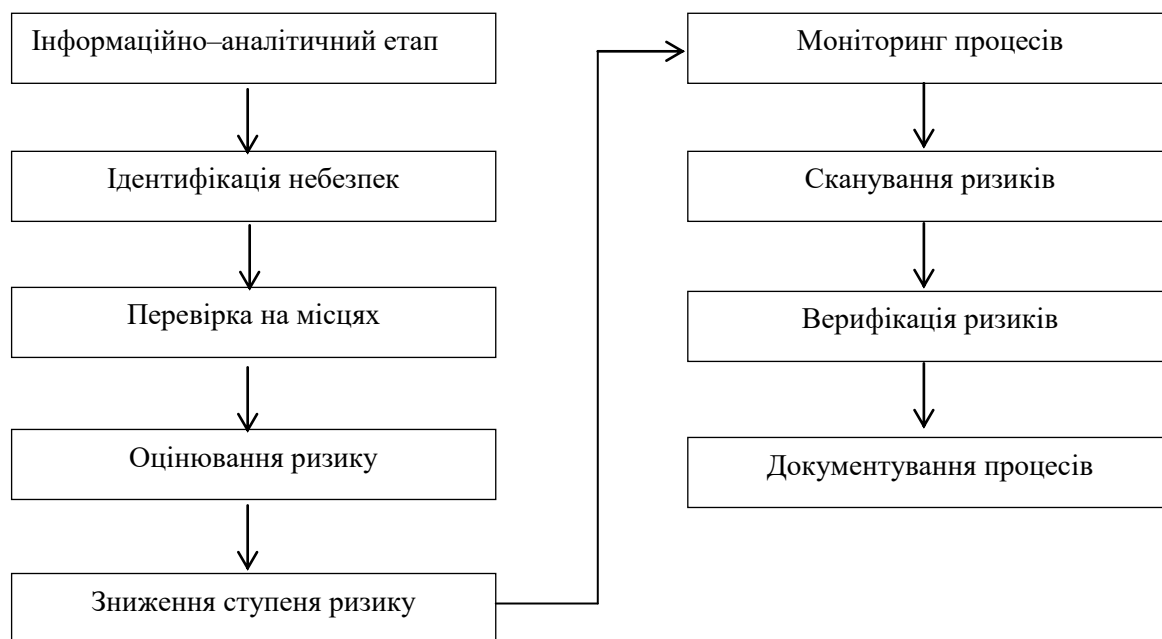 Інформаційно–аналітичний етап
Ідентифікація небезпек
Перевірка на місцях
Оцінювання ризику
Зниження ступеня ризику
Моніторинг процесів
Сканування ризиків
Верифікація ризиків
Документування процесів